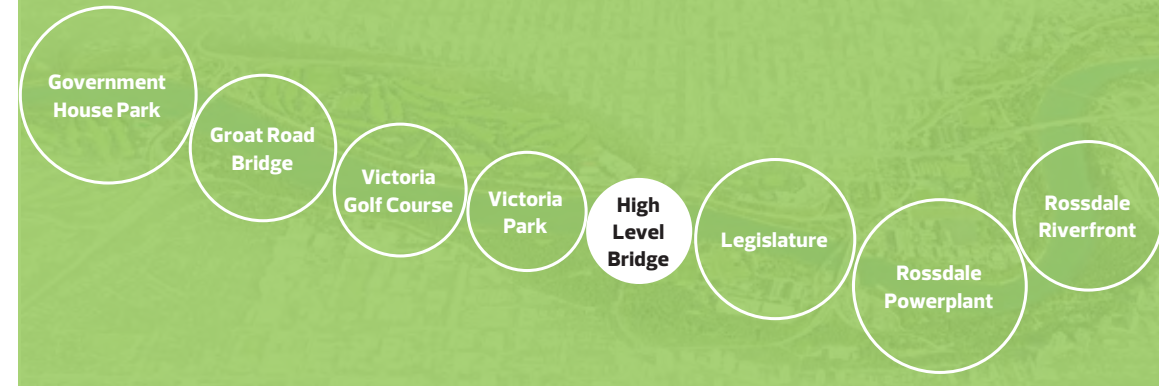 Government
House Park
Groat Road
Bridge
Victoria
Golf Course
Victoria
Park
High
Level
Bridge
Legislature
Rossdale
Powerplant
Rossdale
Riverfront